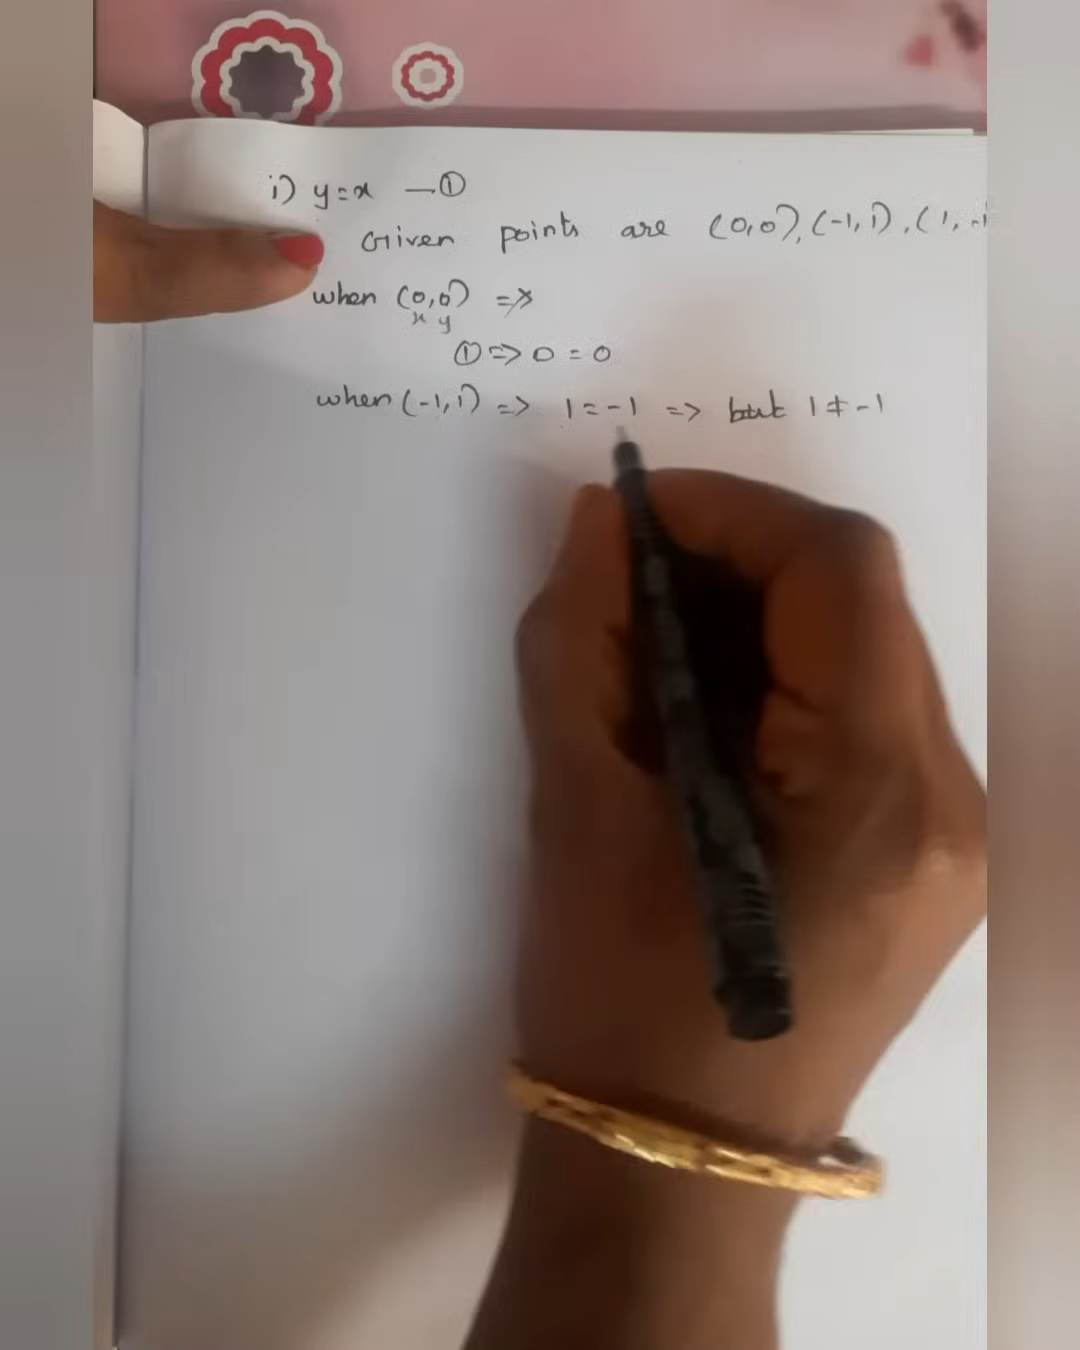 i) y=x —①
Given points are (0,0), (-1,1), (1,-1
when (0,0) =>
x y
① => 0 = 0
when (-1,1) => 1 = -1 => but 1 ≠ -1